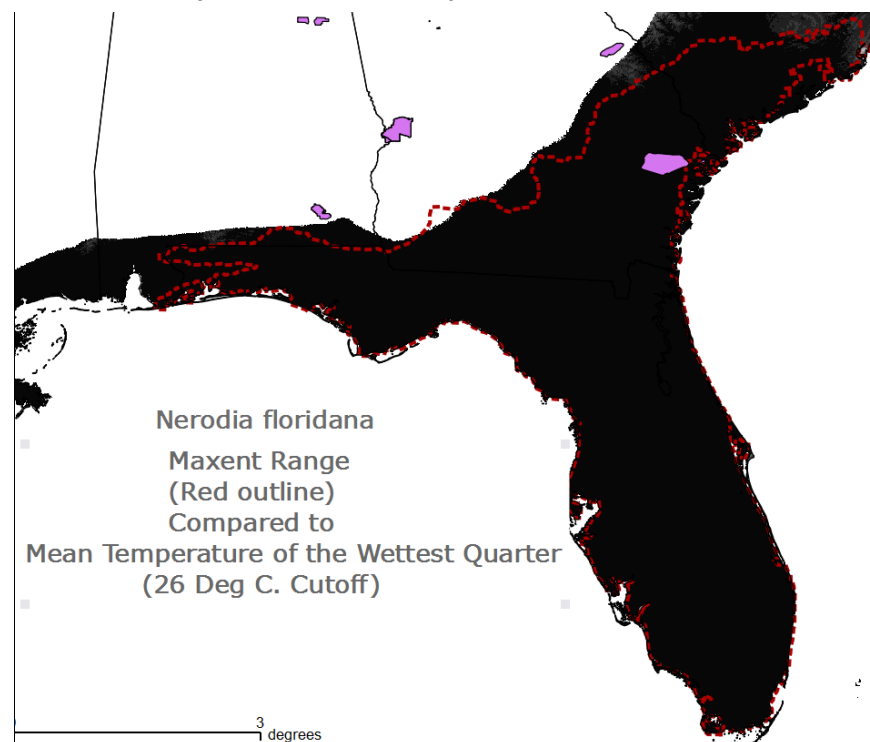 Nerodia floridana
Maxent Range
(Red outline)
Compared to
Mean Temperature of the Wettest Quarter
(26 Deg C. Cutoff)
3
degrees